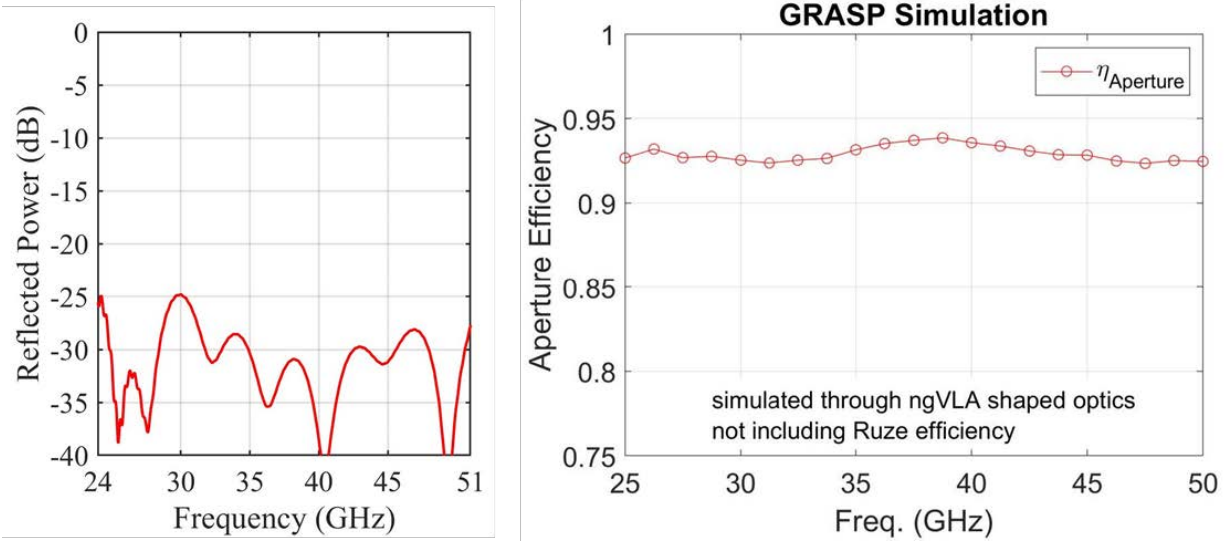 0
-5
-10
-15
-20
-25
-30
-35
-40
Reflected Power (dB)
24 30 35 40 45 51
Frequency (GHz)
GRASP Simulation
1
0.95
0.9
0.85
0.8
0.75
Aperture Efficiency
η Aperture
simulated through ngVLA shaped optics
not including Ruze efficiency
25 30 35 40 45 50
Freq. (GHz)